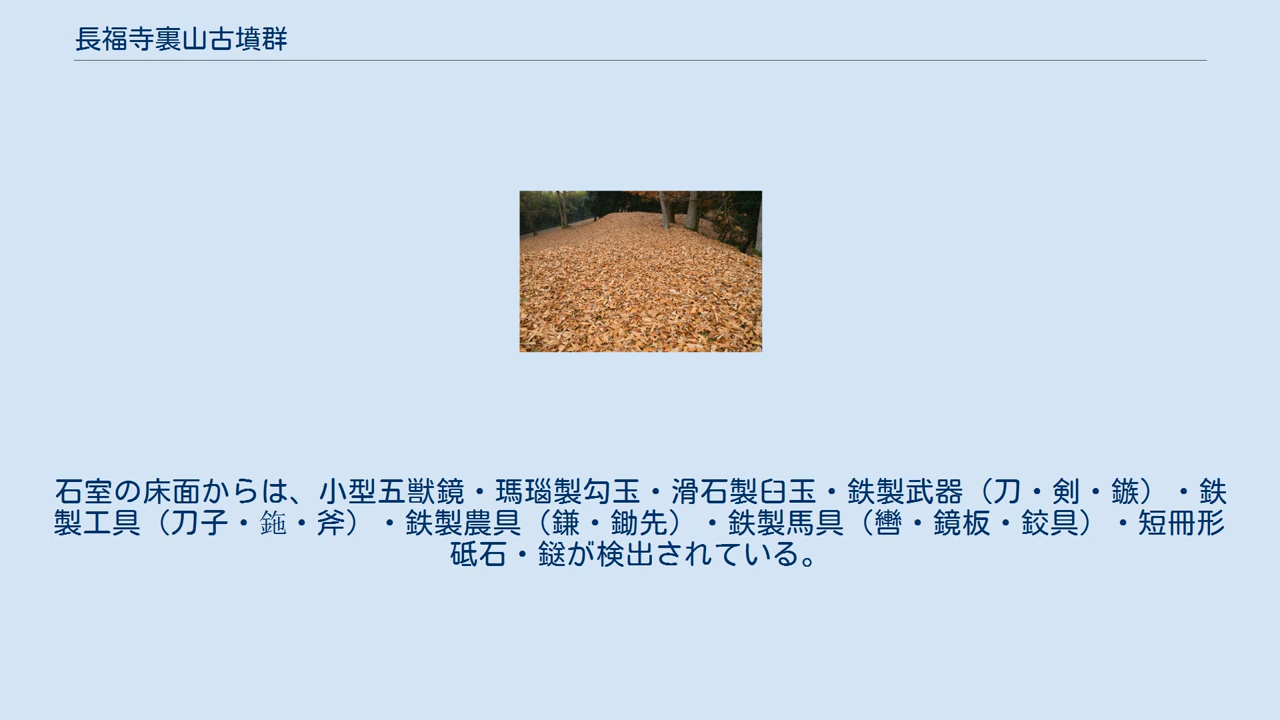 長福寺裏山古墳群
石室の床面からは、小型五獣鏡・瑪瑙製勾玉・滑石製臼玉・鉄製武器（刀・剣・鏃）・鉄
製工具（刀子・鉇・斧）・鉄製農具（鎌・鋤先）・鉄製馬具（轡・鏡板・鉸具）・短冊形
砥石・鎹が検出されている。